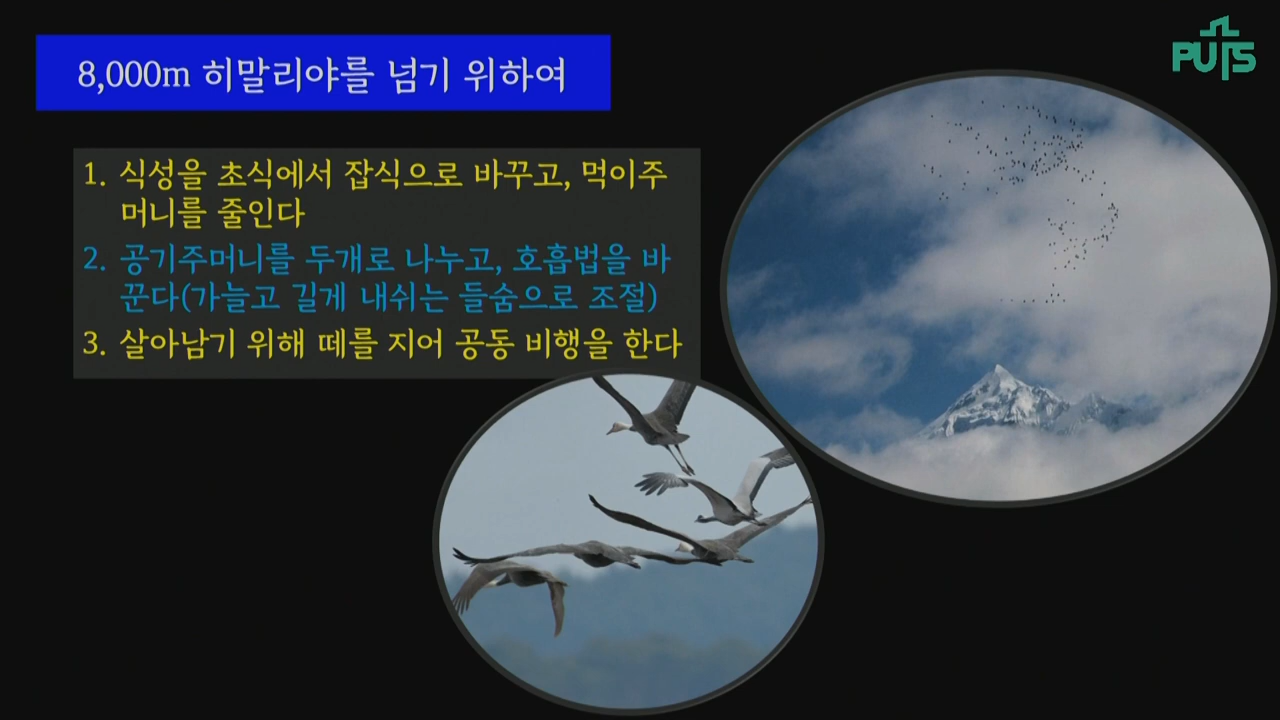 PUTS
8,000m 히말리야를 넘기 위하여
1. 식성을 초식에서 잡식으로 바꾸고, 먹이주
머니를 줄인다
2. 공기주머니를 두개로 나누고, 호흡법을 바
꾼다(가늘고 길게 내쉬는 들숨으로 조절)
3. 살아남기 위해 떼를 지어 공동 비행을 한다